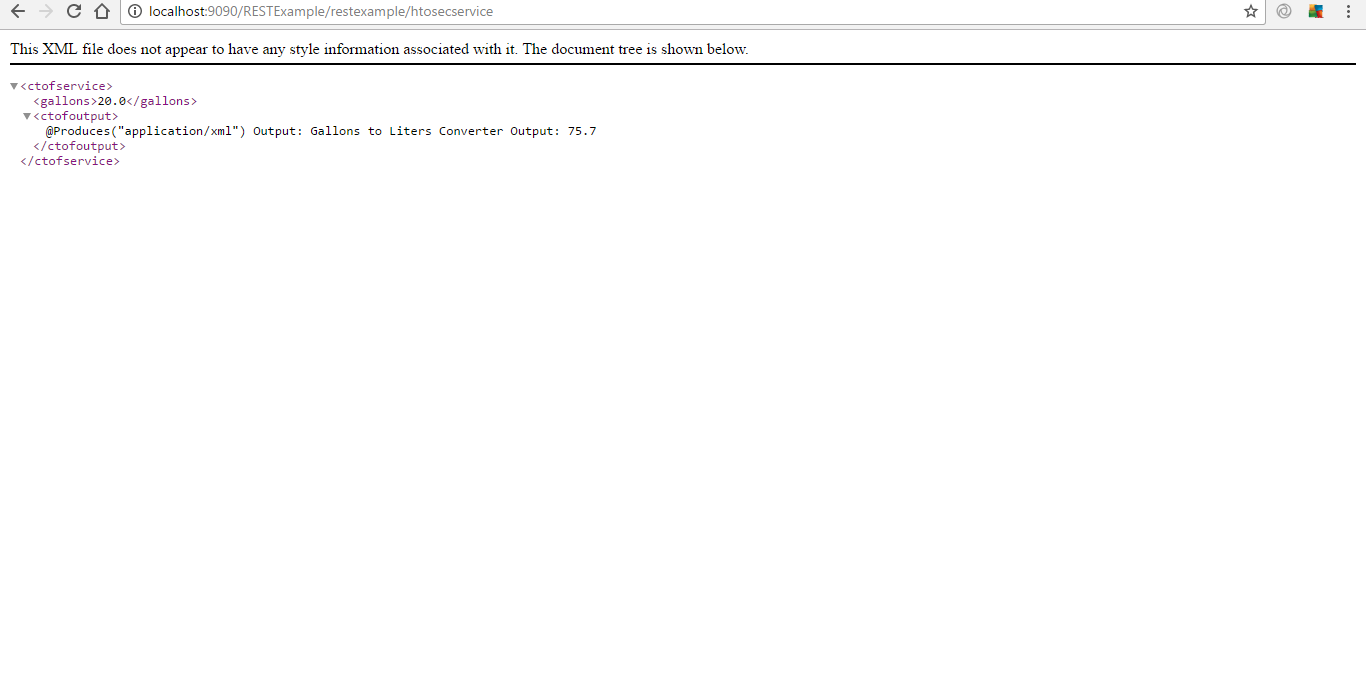 localhost:9090/RESTExample/restexample/htosecservice
This XML file does not appear to have any style information associated with it. The document tree is shown below.
▼<ctofservice>
<gallons>20.0</gallons>
▼<ctofoutput>
@Produces("application/xml") Output: Gallons to Liters Converter Output: 75.7
</ctofoutput>
</ctofservice>